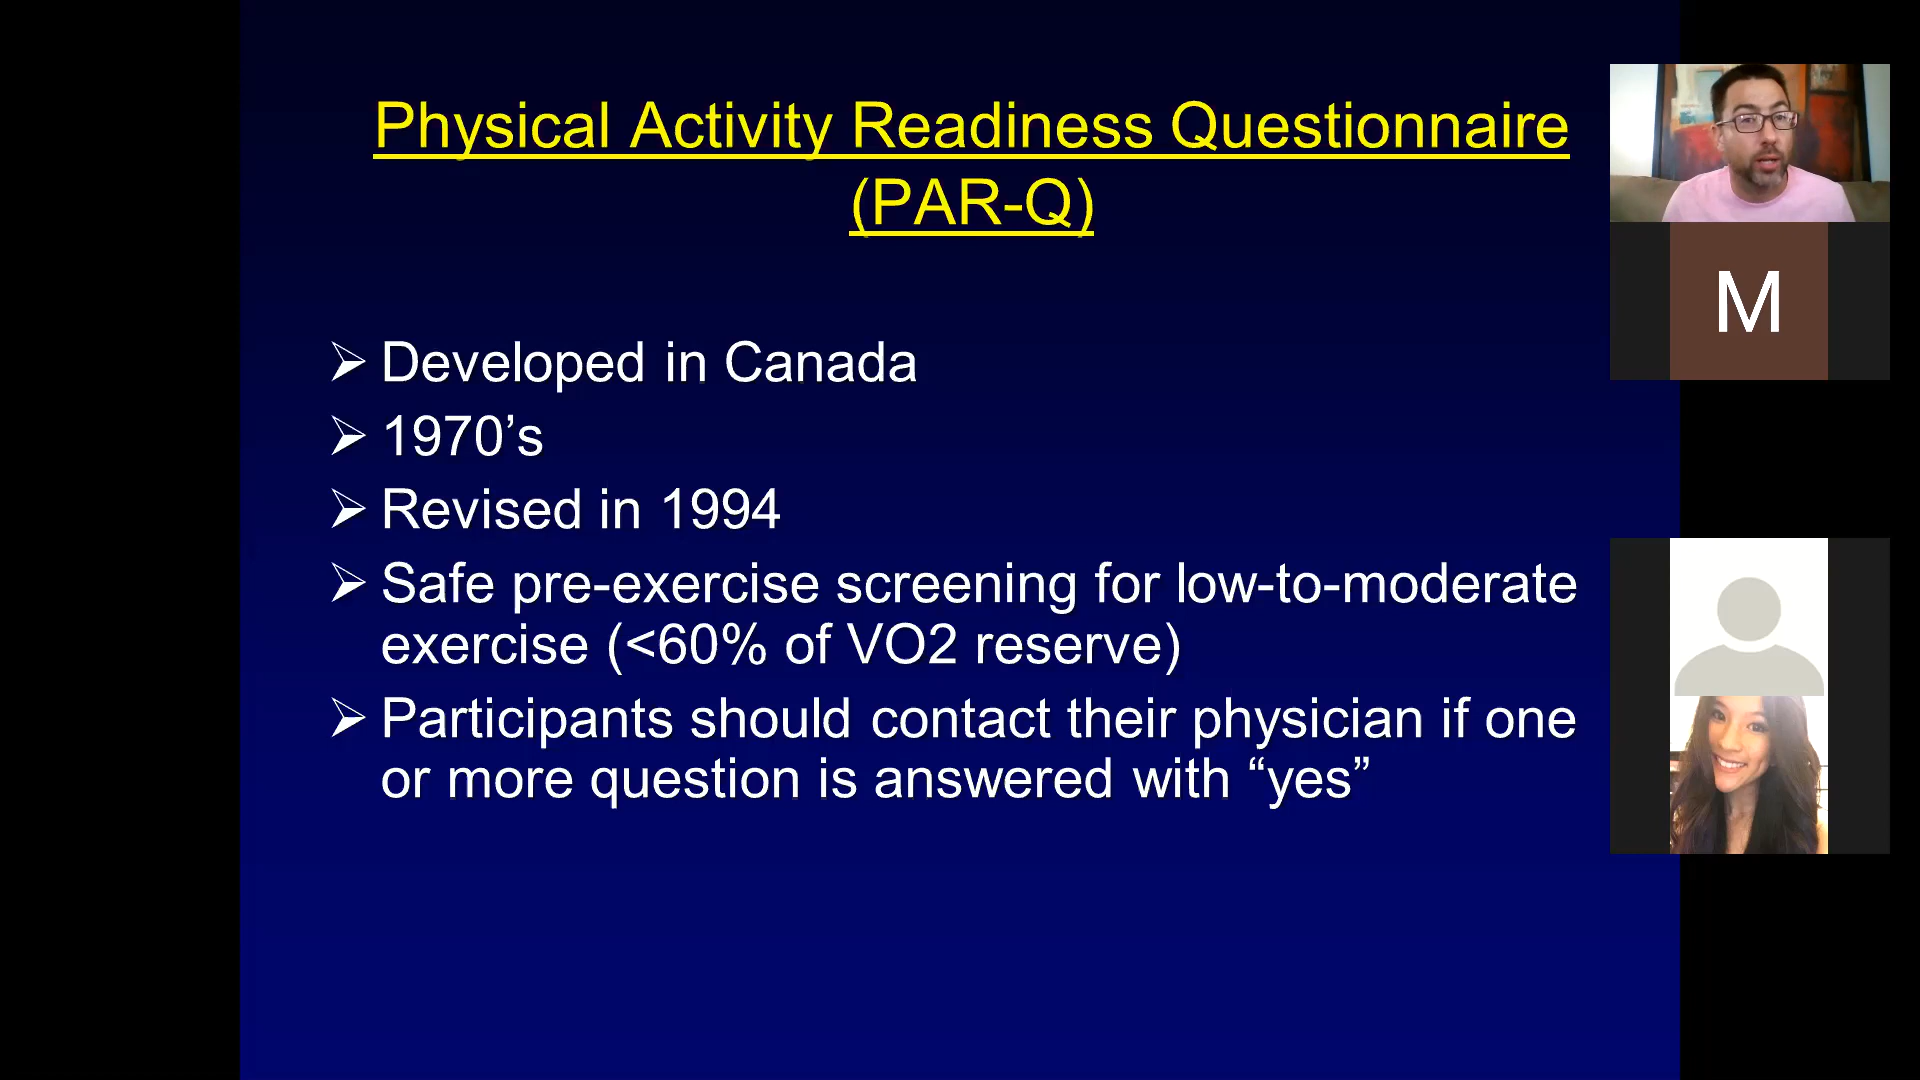 Physical Activity Readiness Questionnaire
(PAR-Q)
➢ Developed in Canada
➢ 1970’s
➢ Revised in 1994
➢ Safe pre-exercise screening for low-to-moderate
exercise (<60% of VO2 reserve)
➢ Participants should contact their physician if one
or more question is answered with “yes”
M